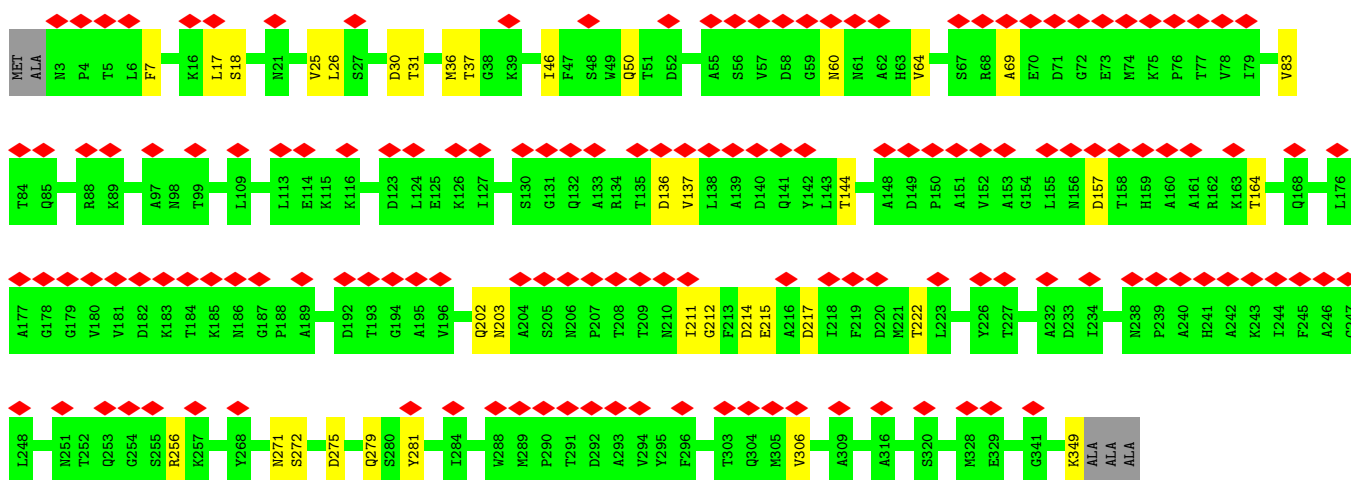 MET ALA N3 P4 T5 L6 F7 K16 L17 S18 N21 V25 L26 S27 D30 T31 M36 T37 G38 K39 I46 F47 S48 W49 Q50 T51 D52 A55 S56 V57 D58 G59 N60 N61 A62 H63 V64 S67 R68 A69 E70 D71 G72 E73 M74 K75 P76 T77 V78 I79 V83
T84 Q85 R88 K89 A97 N98 T99 L109 L113 E114 K115 K116 D123 L124 E125 K126 I127 S130 G131 Q132 A133 R134 T135 D136 V137 L138 A139 D140 Q141 Y142 L143 T144 A148 D149 P150 A151 V152 A153 G154 L155 N156 D157 T158 H159 A160 A161 R162 K163 T164 Q168 L176
A177 G178 G179 V180 V181 D182 K183 T184 K185 N186 G187 P188 A189 D192 T193 G194 A195 V196 Q202 N203 A204 S205 N206 P207 T208 T209 N210 I211 G212 F213 D214 E215 A216 D217 I218 F219 D220 M221 T222 L223 Y226 T227 A232 D233 I234 N238 P239 A240 H241 A242 K243 I244 F245 A246 G247
L248 N251 T252 Q253 G254 S255 R256 K257 Y268 N271 S272 D275 Q279 S280 Y281 I284 W288 M289 P290 T291 D292 A293 V294 Y295 F296 T303 Q304 M305 V306 A309 A316 S320 M328 E329 G341 K349 ALA ALA ALA